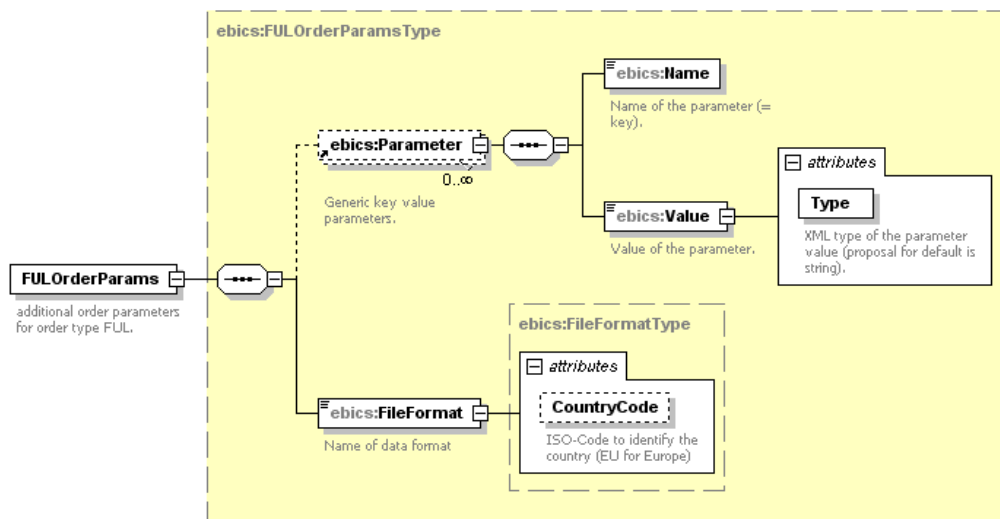 ebics:FULOrderParamsType
ebics:Name
Name of the parameter (=
key).
ebics:Parameter
0..∞
Generic key value
parameters.
attributes
Type
XML type of the parameter
value (proposal for default is
string).
ebics:Value
Value of the parameter.
FULOrderParams
additional order parameters
for order type FUL.
ebics:FileFormatType
attributes
CountryCode
ISO-Code to identify the
country (EU for Europe)
ebics:FileFormat
Name of data format